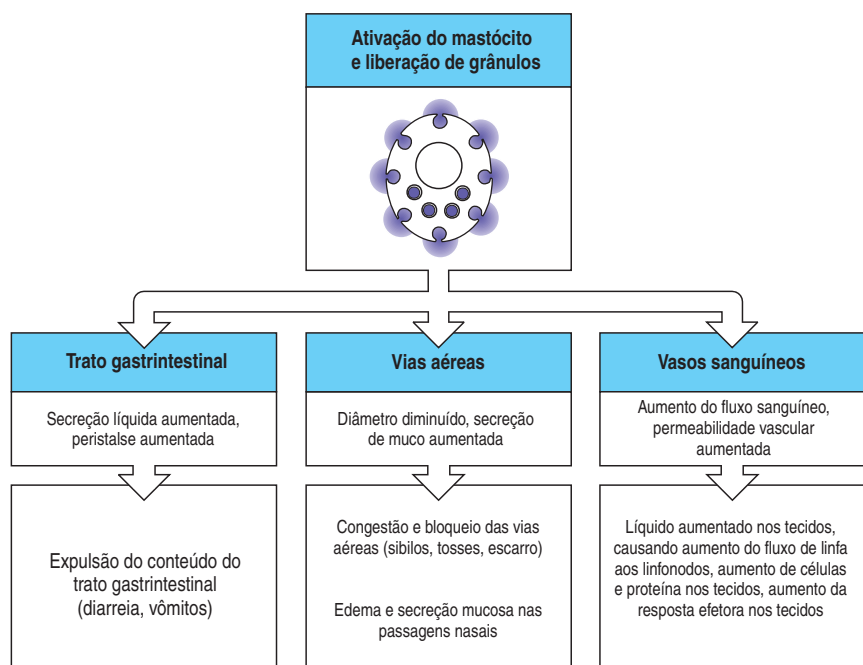 Ativação do mastócito
e liberação de grânulos
Trato gastrintestinal
Secreção líquida aumentada,
peristalse aumentada
Expulsão do conteúdo do
trato gastrintestinal
(diarreia, vômitos)
Vias aéreas
Diâmetro diminuído, secreção
de muco aumentada
Congestão e bloqueio das vias
aéreas (sibilos, tosses, escarro)
Edema e secreção mucosa nas
passagens nasais
Vasos sanguíneos
Aumento do fluxo sanguíneo,
permeabilidade vascular
aumentada
Líquido aumentado nos tecidos,
causando aumento do fluxo de linfa
aos linfonodos, aumento de células
e proteína nos tecidos, aumento da
resposta efetora nos tecidos